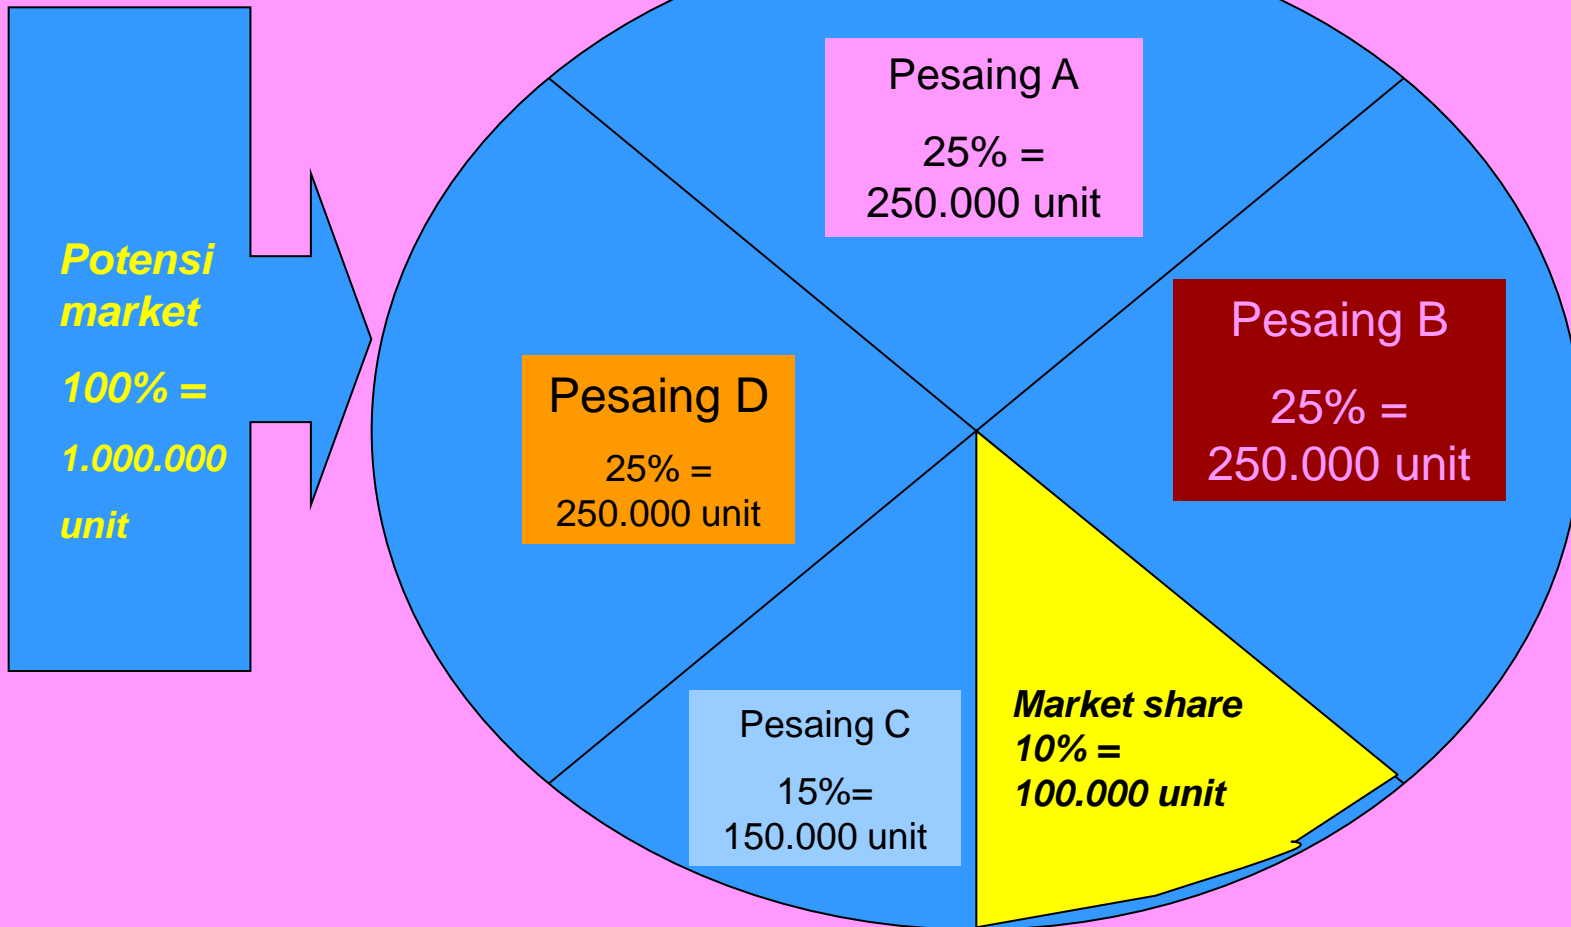 Potensi
market
100% =
1.000.000
unit
Pesaing A
25% =
250.000 unit
Pesaing B
25% =
250.000 unit
Pesaing D
25% =
250.000 unit
Pesaing C
15%=
150.000 unit
Market share
10% =
100.000 unit